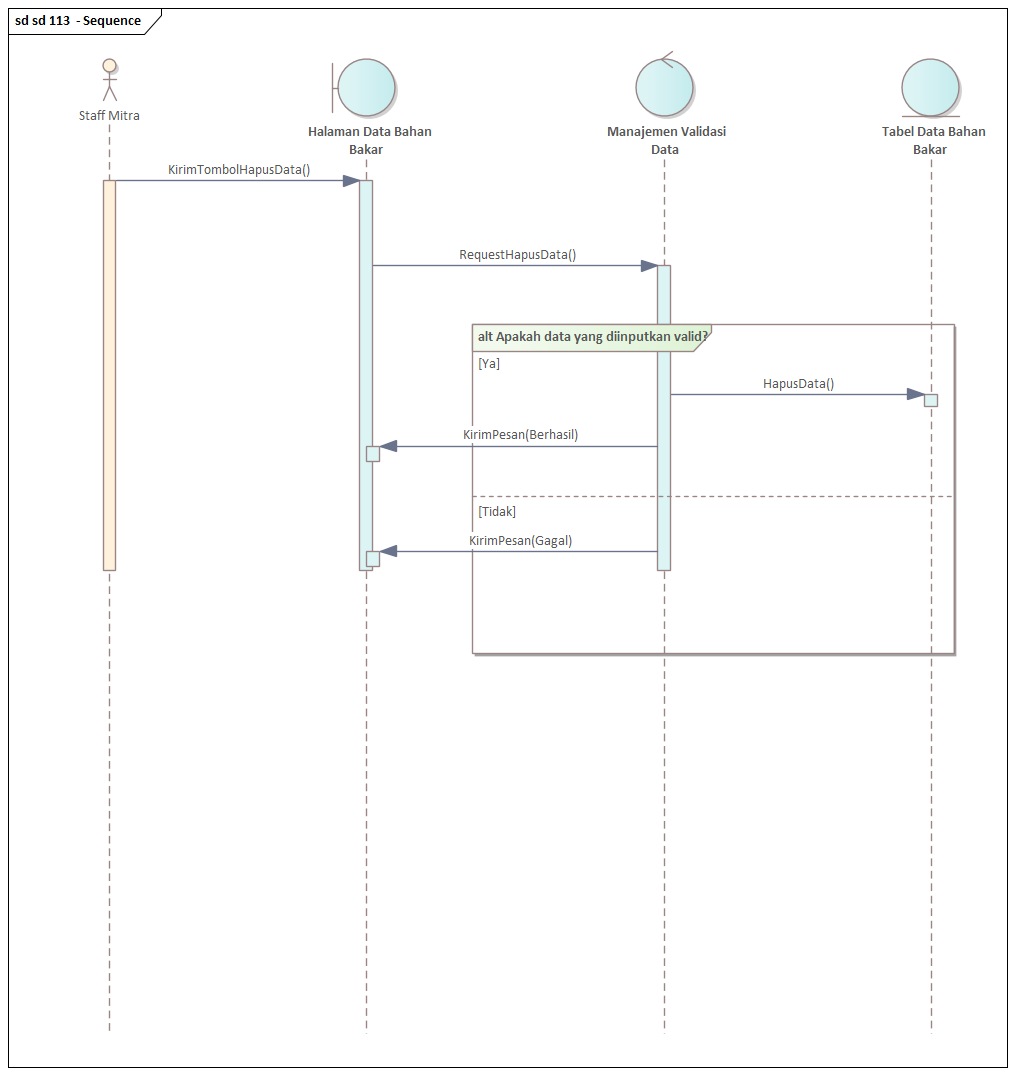 sd sd 113  - Sequence
Staff Mitra
Halaman Data Bahan
Bakar
Manajemen Validasi
Data
Tabel Data Bahan
Bakar
KirimTombolHapusData()
RequestHapusData()
alt Apakah data yang diinputkan valid?
[Ya]
HapusData()
KirimPesan(Berhasil)
[Tidak]
KirimPesan(Gagal)